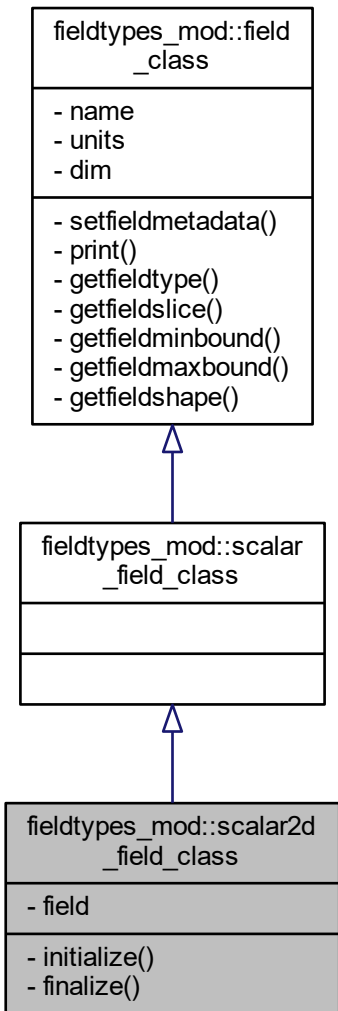 fieldtypes_mod::field
_class
- name
- units
- dim
- setfieldmetadata()
- print()
- getfieldtype()
- getfieldslice()
- getfieldminbound()
- getfieldmaxbound()
- getfieldshape()
fieldtypes_mod::scalar
_field_class
fieldtypes_mod::scalar2d
_field_class
- field
- initialize()
- finalize()